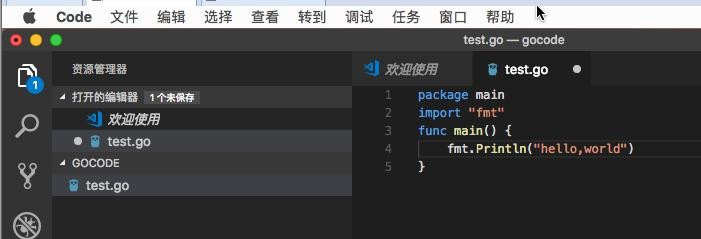 Code 文件 编辑 选择 查看 转到 调试 任务 窗口 帮助
test.go — gocode
资源管理器
打开的编辑器 1 个未保存
欢迎使用
test.go
GOCODE
test.go
1
欢迎使用 test.go
1 package main
2 import "fmt"
3 func main() {
4 fmt.Println("hello,world")
5 }